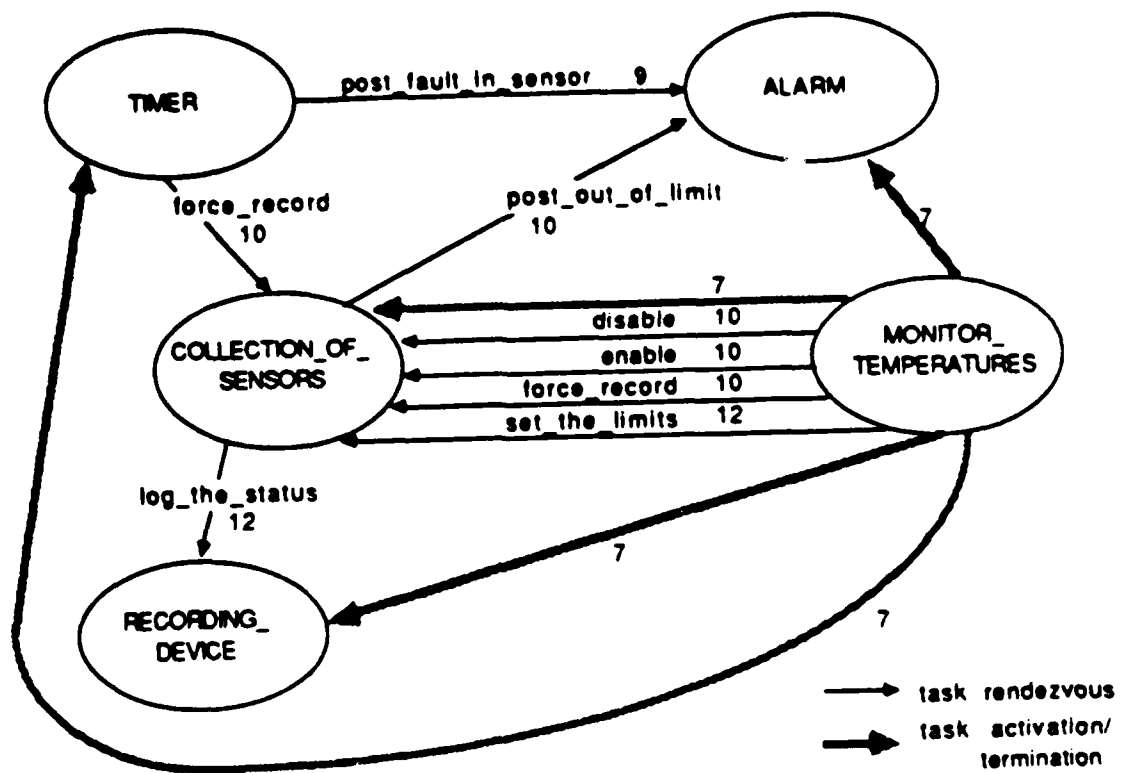 TIMER
post_fault_in_sensor 9
ALARM
force_record
10
post_out_of_limit
10
7
7
disable 10
enable 10
force_record 10
set_the_limits 12
COLLECTION_OF_
SENSORS
MONITOR_
TEMPERATURES
log_the_status
12
7
RECORDING_
DEVICE
7
task rendezvous
task activation/
termination